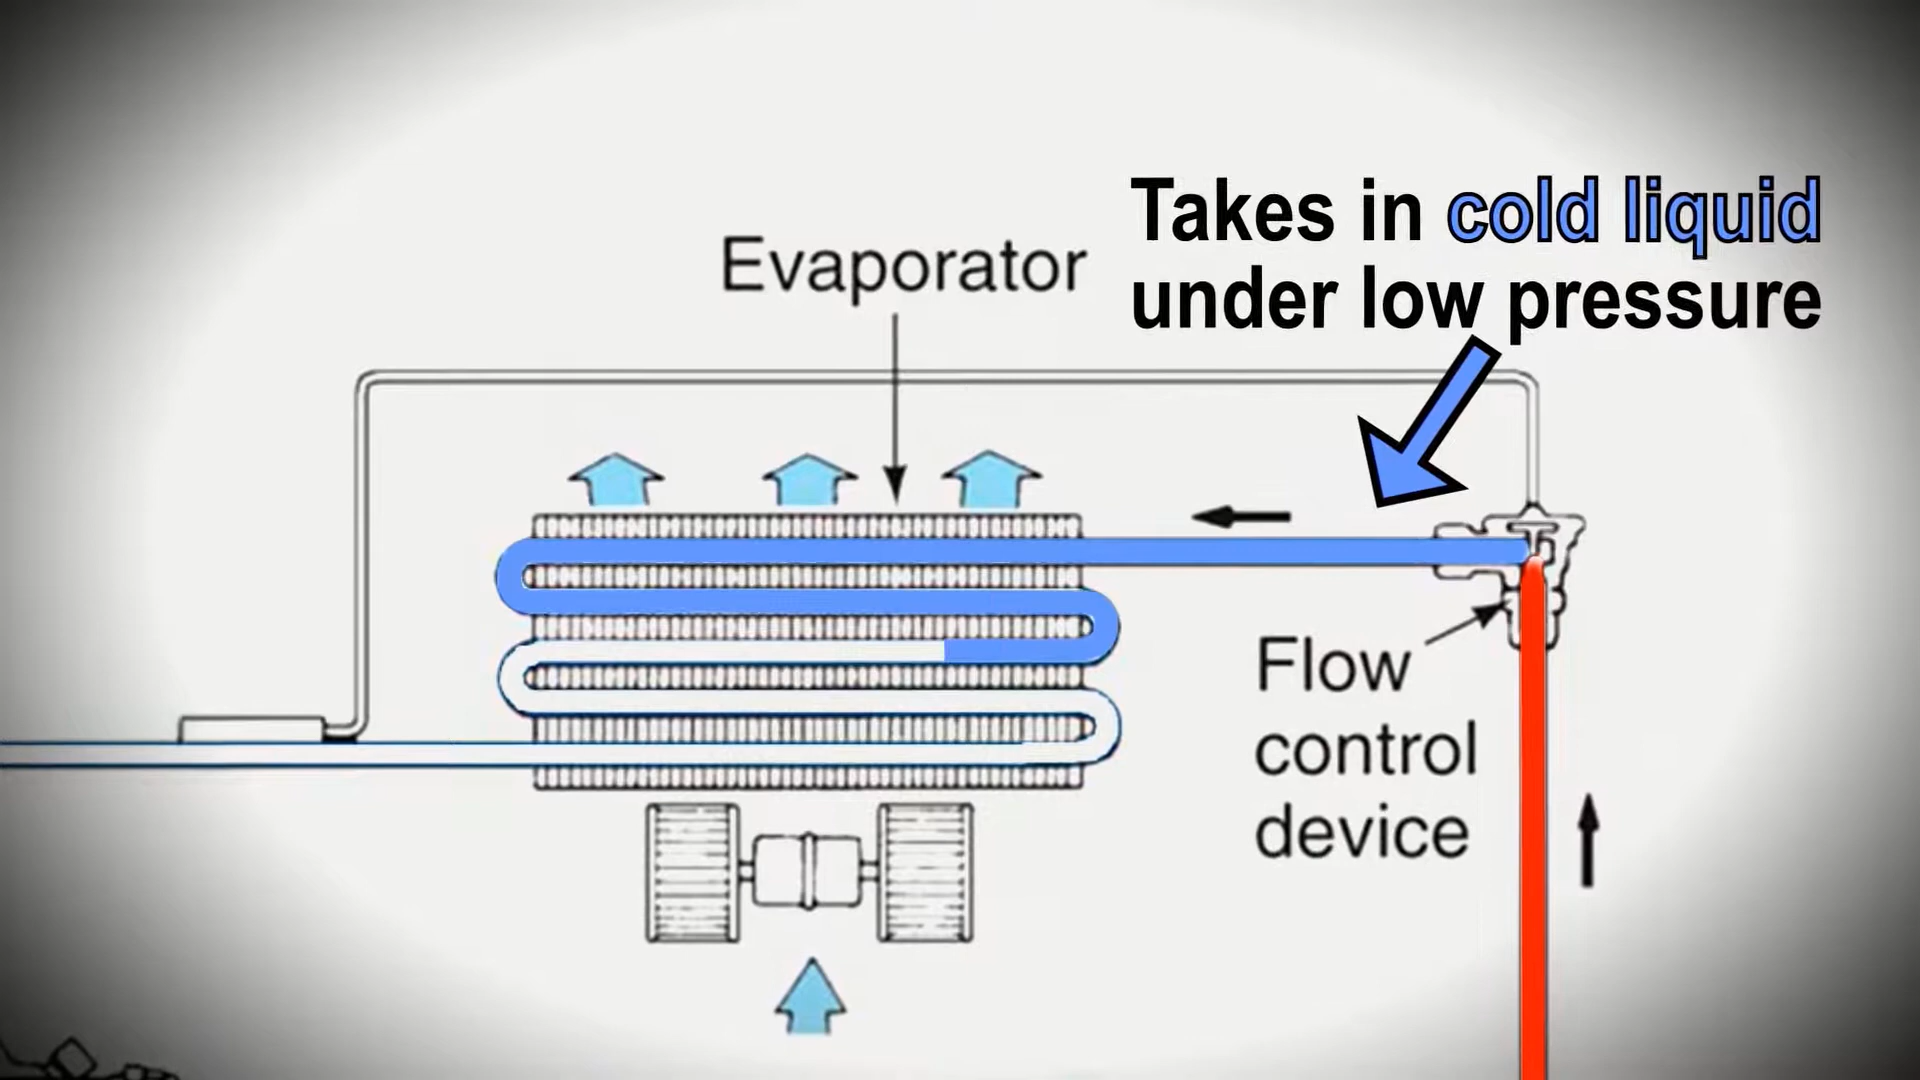 Takes in cold liquid
under low pressure
Evaporator
Flow
control
device